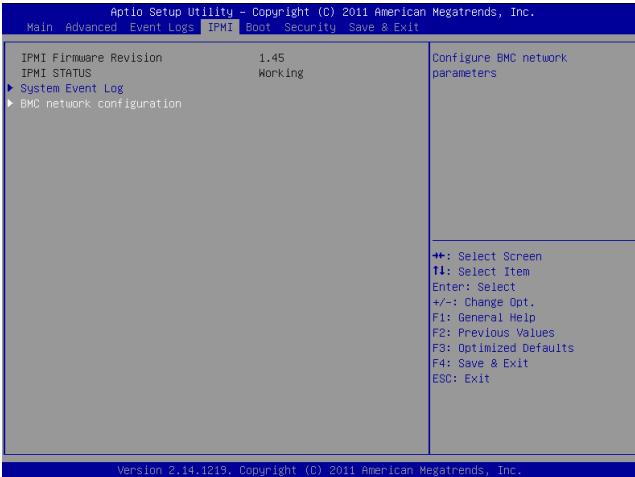 Aptio Setup Utility – Copyright (C) 2011 American Megatrends, Inc.
Main Advanced Event Logs IPMI Boot Security Save & Exit
IPMI Firmware Revision 1.45
IPMI STATUS Working
System Event Log
BMC network configuration
Configure BMC network
parameters
→←: Select Screen
↑↓: Select Item
Enter: Select
+/-: Change Opt.
F1: General Help
F2: Previous Values
F3: Optimized Defaults
F4: Save & Exit
ESC: Exit
Version 2.14.1219. Copyright (C) 2011 American Megatrends, Inc.